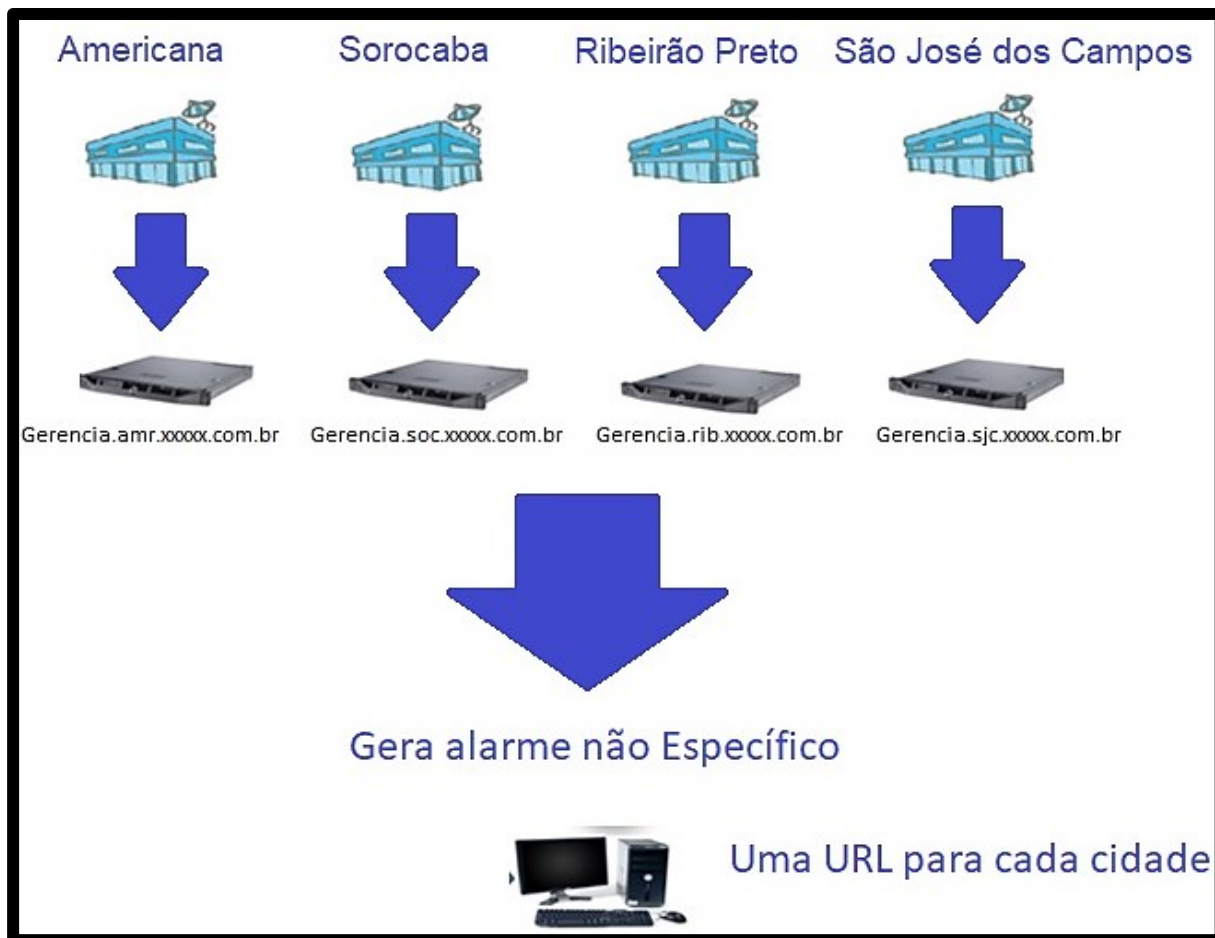 Americana
Sorocaba
Ribeirão Preto
São José dos Campos
Gerencia.amr.xxxxx.com.br
Gerencia.soc.xxxxx.com.br
Gerencia.rib.xxxxx.com.br
Gerencia.sjc.xxxxx.com.br
Gera alarme não Específico
Uma URL para cada cidade